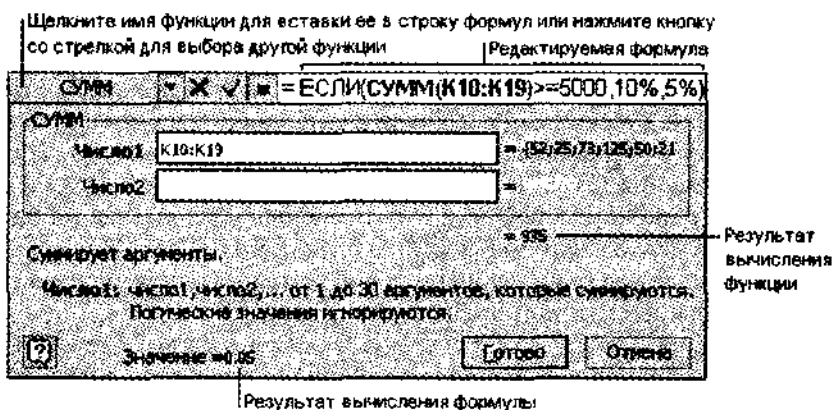 Щелкните имя функции для вставки ее в строку формул или нажмите кнопку
со стрелкой для выбора другой функции
Редактируемая формула
СУММ
=ЕСЛИ(СУММ(K10:K19)>=5000,10%,5%)
СУММ
Число1 K10:K19 = {52;25;73;125;50;21
Число2 =
= 935
Суммирует аргументы.
Результат
вычисления
функции
Число1: число1,число2,... от 1 до 30 аргументов, которые суммируются.
Логические значения игнорируются.
Значение =0,05
Готово
Отмена
Результат вычисления формулы